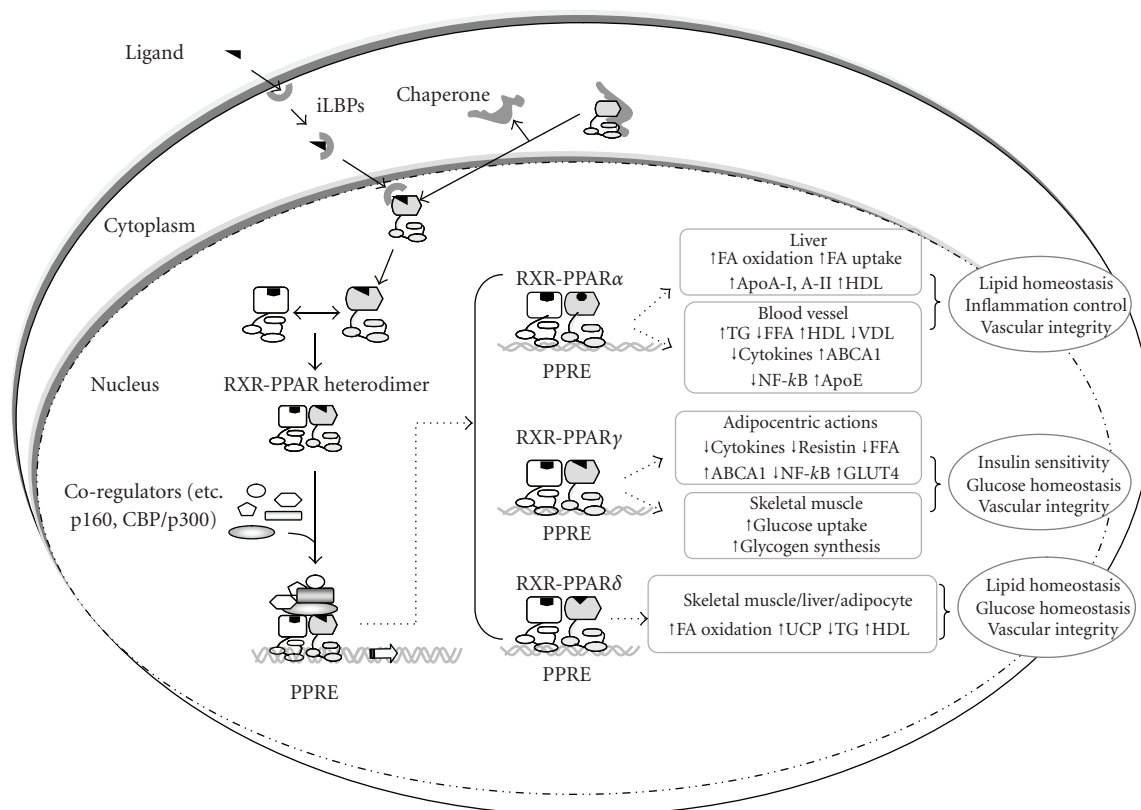 Ligand
iLBPs
Chaperone
Cytoplasm
Nucleus
RXR-PPAR heterodimer
Co-regulators (etc.
p160, CBP/p300)
PPRE
RXR-PPARα
PPRE
Liver
↑FA oxidation ↑FA uptake
↑ApoA-I, A-II ↑HDL
Blood vessel
↑TG ↓FFA ↑HDL ↓VDL
↓Cytokines ↑ABCA1
↓NF-kB ↑ApoE
Lipid homeostasis
Inflammation control
Vascular integrity
RXR-PPARγ
PPRE
Adipocentric actions
↓Cytokines ↓Resistin ↓FFA
↑ABCA1 ↓NF-kB ↑GLUT4
Skeletal muscle
↑Glucose uptake
↑Glycogen synthesis
Insulin sensitivity
Glucose homeostasis
Vascular integrity
RXR-PPARδ
PPRE
Skeletal muscle/liver/adipocyte
↑FA oxidation ↑UCP ↓TG ↑HDL
Lipid homeostasis
Glucose homeostasis
Vascular integrity